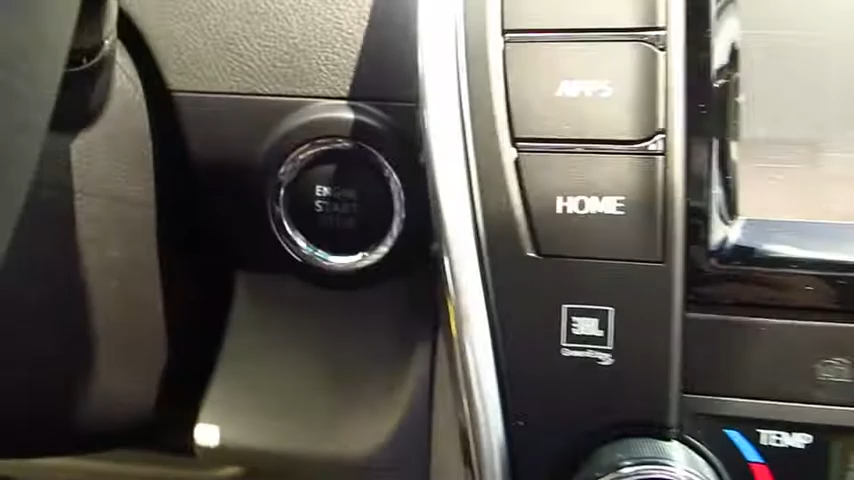 APPS
ENGINE
START
STOP
HOME
JBL
TEMP